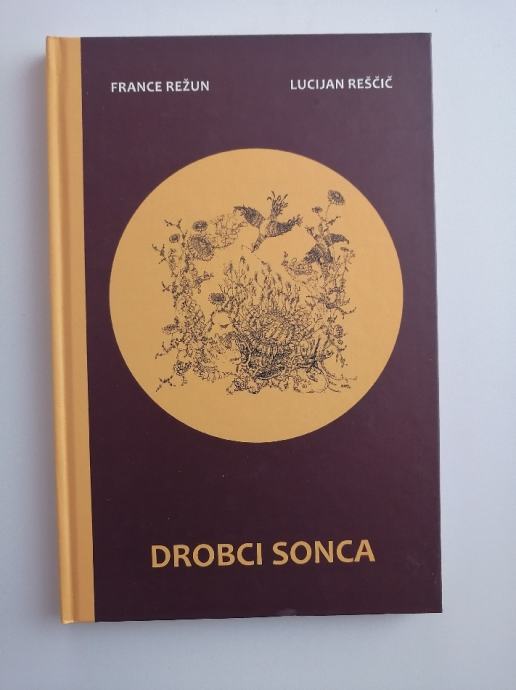 FRANCE REŽUN
LUCIJAN REŠČIČ
DROBCI SONCA